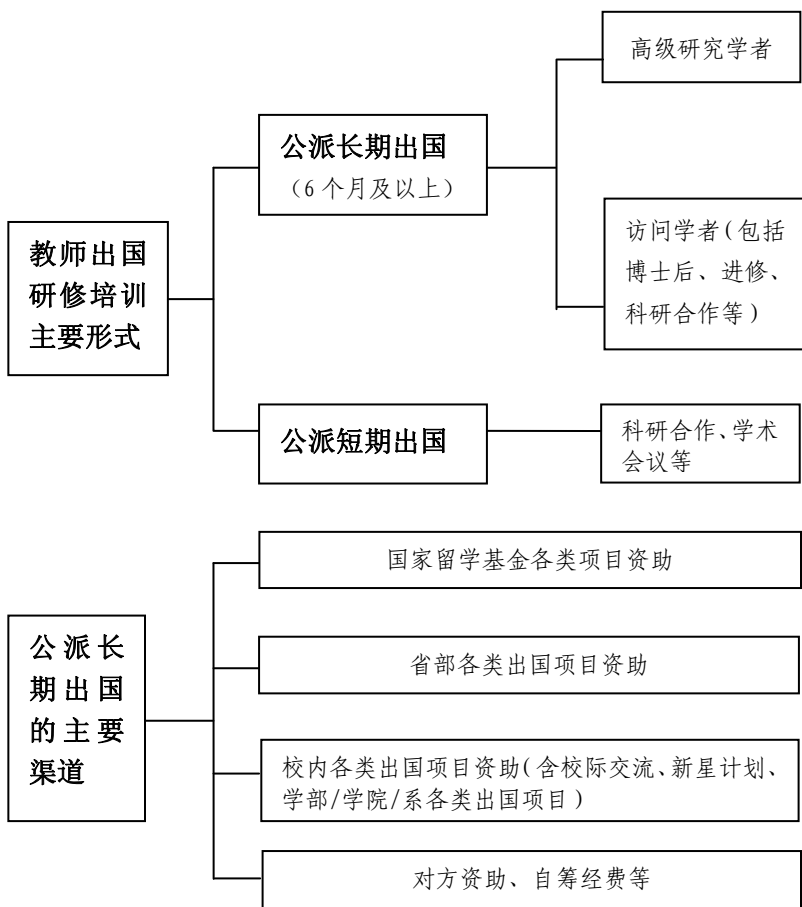 高级研究学者
公派长期出国
（6个月及以上）
访问学者（包括
博士后、进修、
科研合作等）
教师出国
研修培训
主要形式
公派短期出国
科研合作、学术
会议等
国家留学基金各类项目资助
公派长
期出国
的主要
渠道
省部各类出国项目资助
校内各类出国项目资助（含校际交流、新星计划、
学部/学院/系各类出国项目）
对方资助、自筹经费等